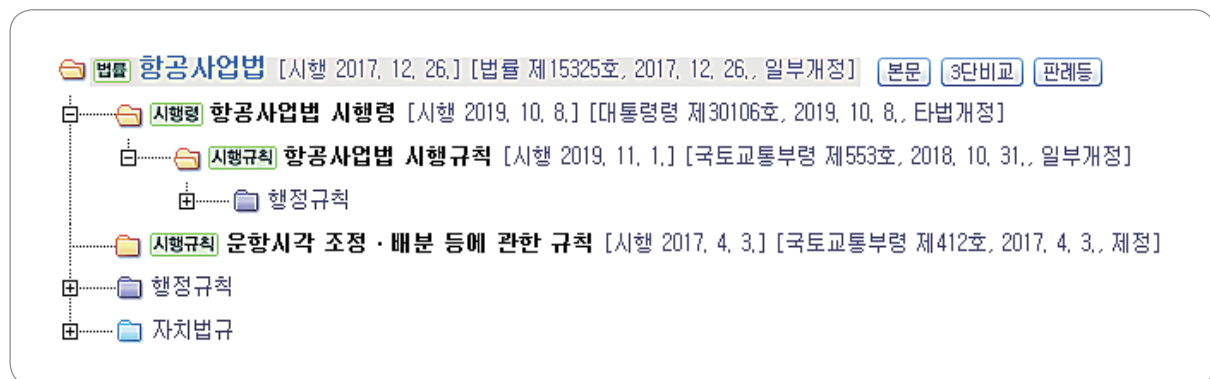 법률 항공사업법 [시행 2017. 12. 26.] [법률 제15325호, 2017. 12. 26., 일부개정] 본문 3단비교 판례등
시행령 항공사업법 시행령 [시행 2019. 10. 8.] [대통령령 제30106호, 2019. 10. 8., 타법개정]
시행규칙 항공사업법 시행규칙 [시행 2019. 11. 1.] [국토교통부령 제553호, 2018. 10. 31., 일부개정]
행정규칙
시행규칙 운항시각 조정 · 배분 등에 관한 규칙 [시행 2017. 4. 3.] [국토교통부령 제412호, 2017. 4. 3., 제정]
행정규칙
자치법규